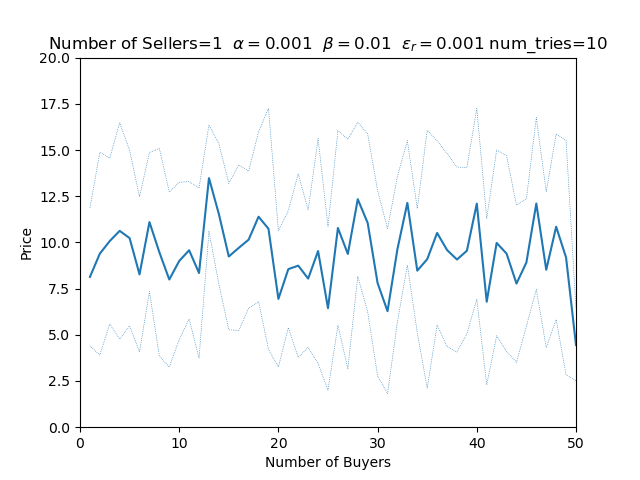 Number of Sellers=1 α = 0.001 β = 0.01 ε_r = 0.001 num_tries=10
20.0
17.5
15.0
12.5
10.0
7.5
5.0
2.5
0.0
Price
0 10 20 30 40 50
Number of Buyers